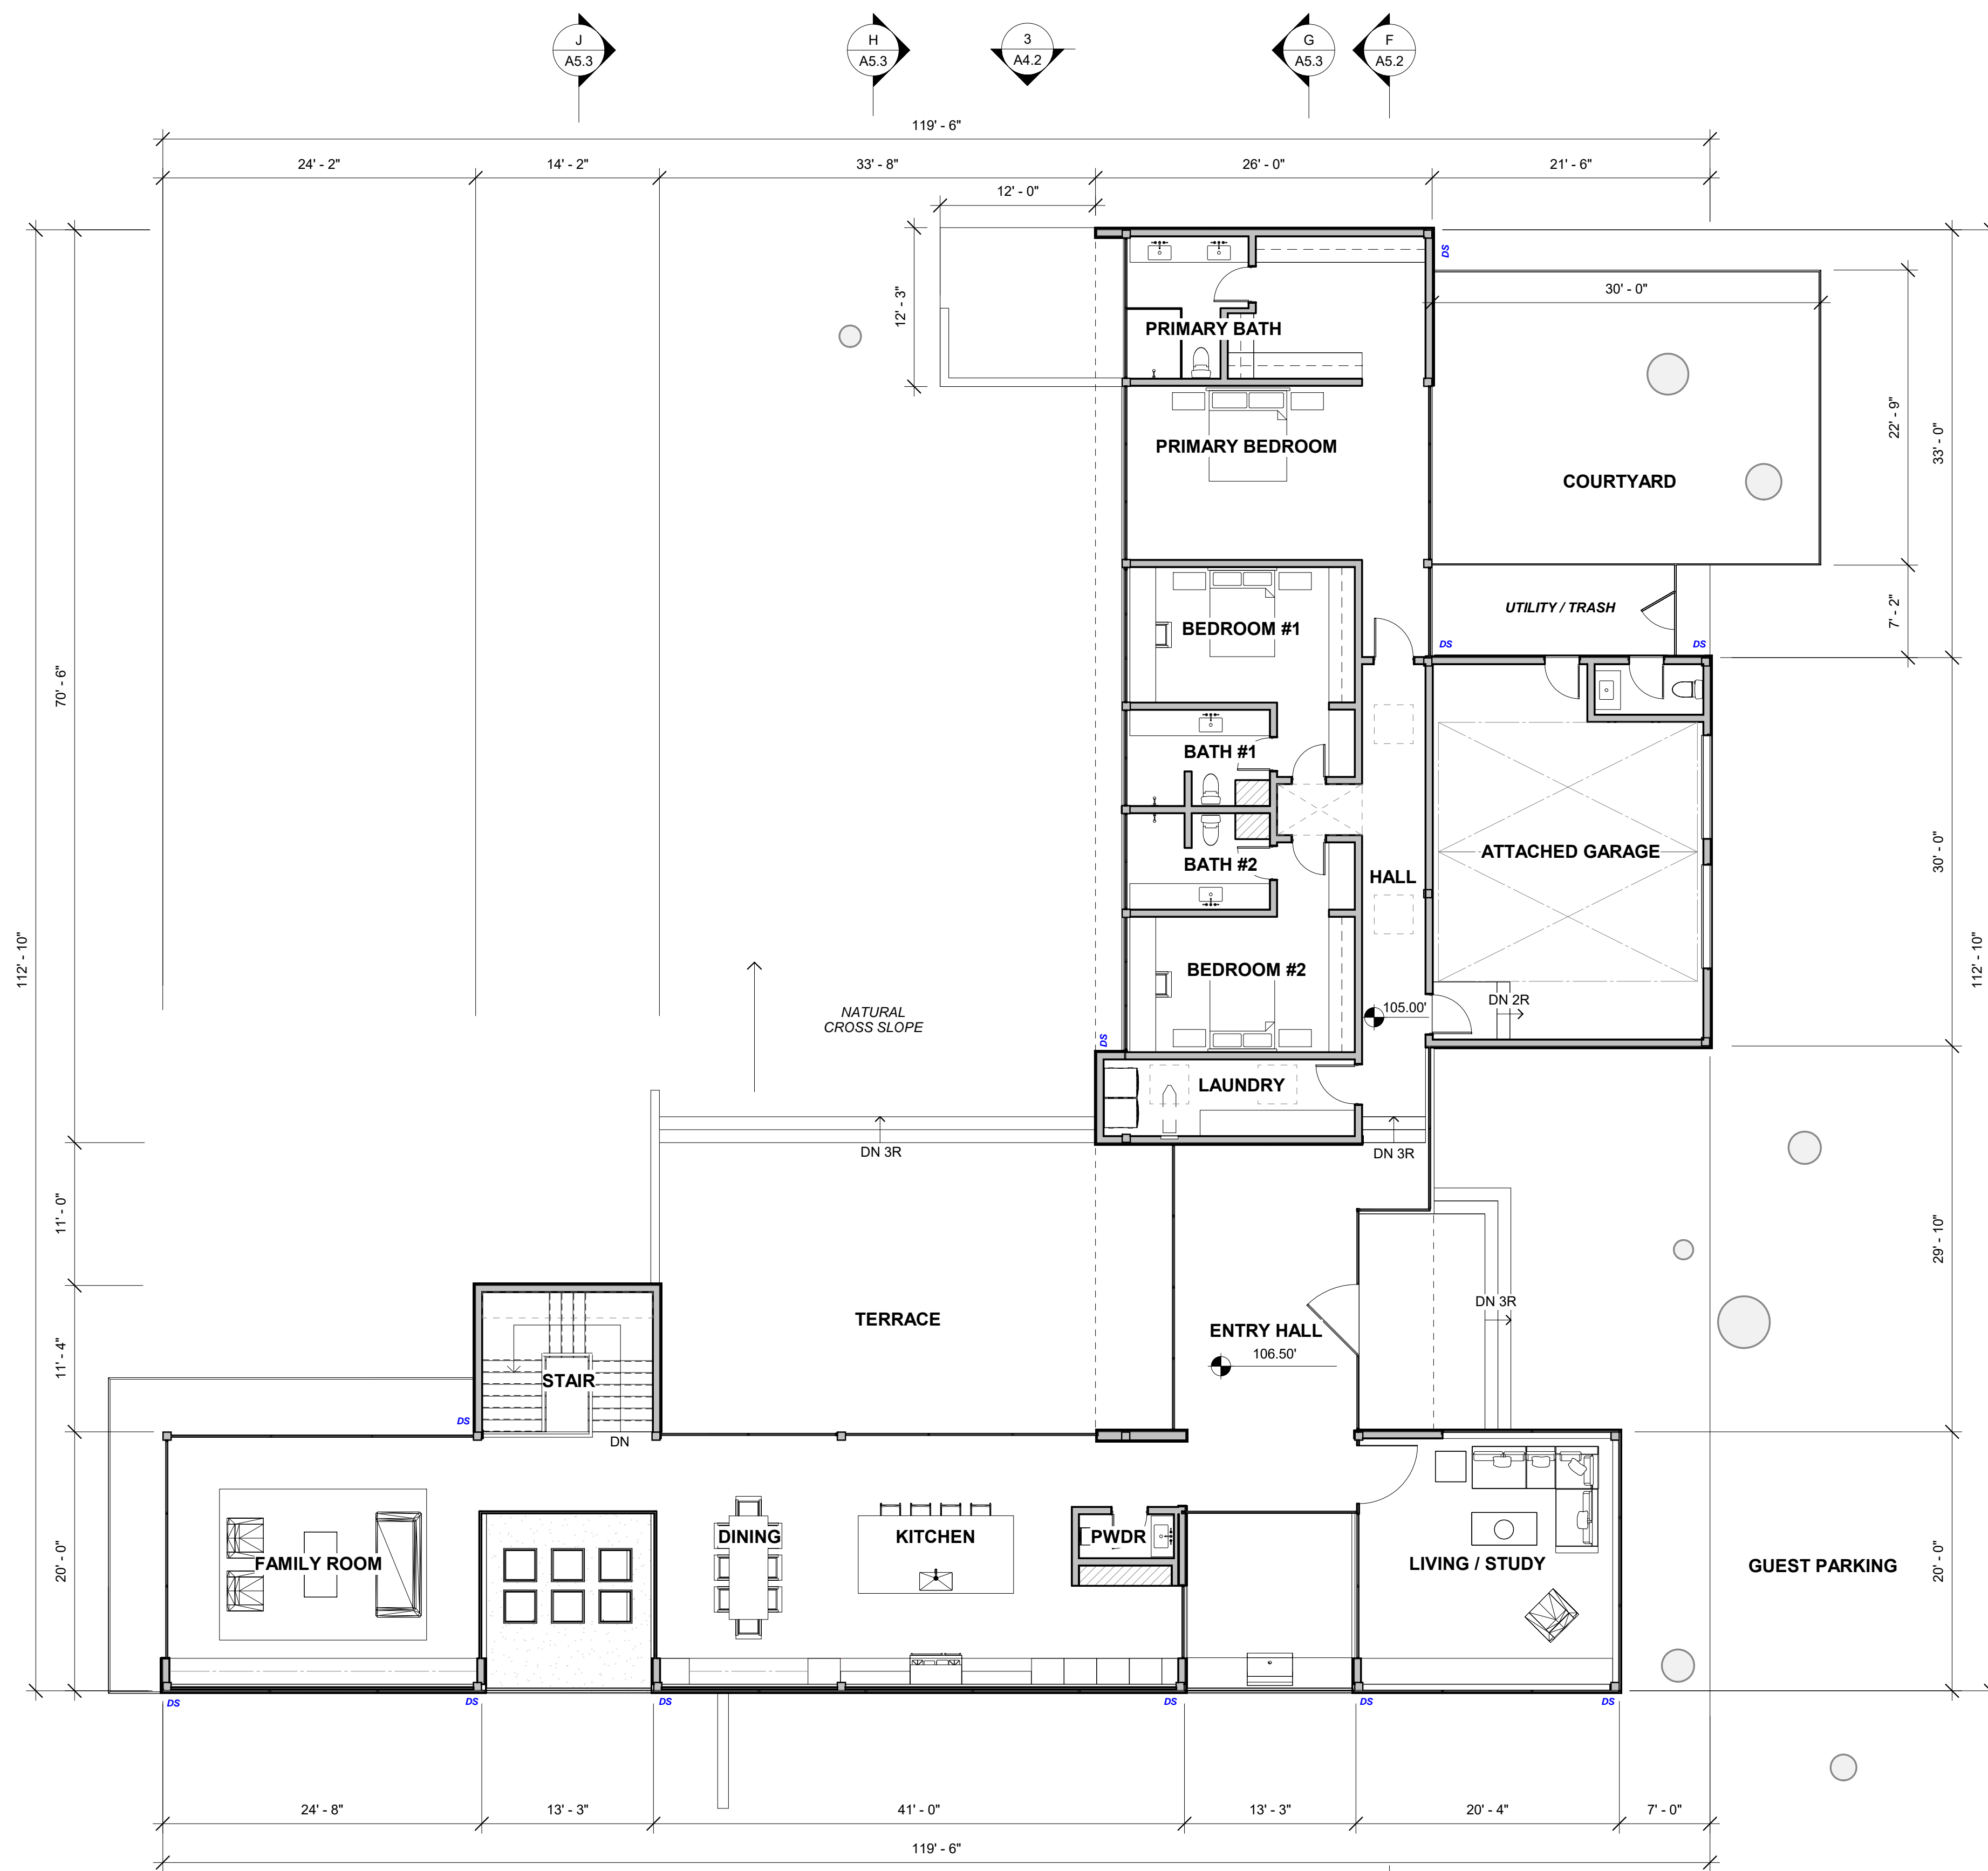 J
A5.3
H
A5.3
3
A4.2
G
A5.3
F
A5.2
119' - 6"
24' - 2"
14' - 2"
33' - 8"
26' - 0"
21' - 6"
12' - 0"
12' - 3"
DS
30' - 0"
PRIMARY BATH
22' - 9"
33' - 0"
PRIMARY BEDROOM
COURTYARD
UTILITY / TRASH
7' - 2"
BEDROOM #1
DS
DS
70' - 6"
BATH #1
ATTACHED GARAGE
30' - 0"
BATH #2
HALL
112' - 10"
112' - 10"
BEDROOM #2
DN 2R
105.00'
NATURAL
CROSS SLOPE
DS
LAUNDRY
DN 3R
DN 3R
11' - 0"
29' - 10"
DN 3R
TERRACE
ENTRY HALL
106.50'
11' - 4"
STAIR
DS
DN
DINING
KITCHEN
PWDR
FAMILY ROOM
LIVING / STUDY
GUEST PARKING
20' - 0"
20' - 0"
DS
DS
DS
DS
DS
DS
24' - 8"
13' - 3"
41' - 0"
13' - 3"
20' - 4"
7' - 0"
119' - 6"